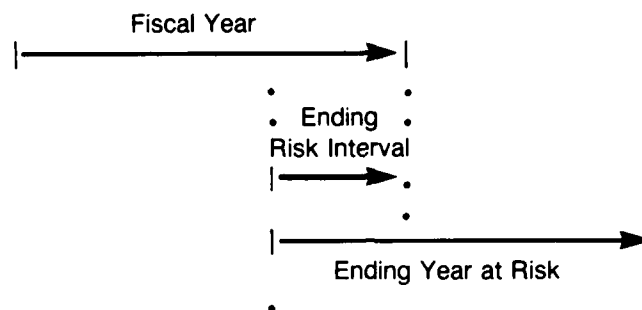 Fiscal Year
Ending
Risk Interval
Ending Year at Risk